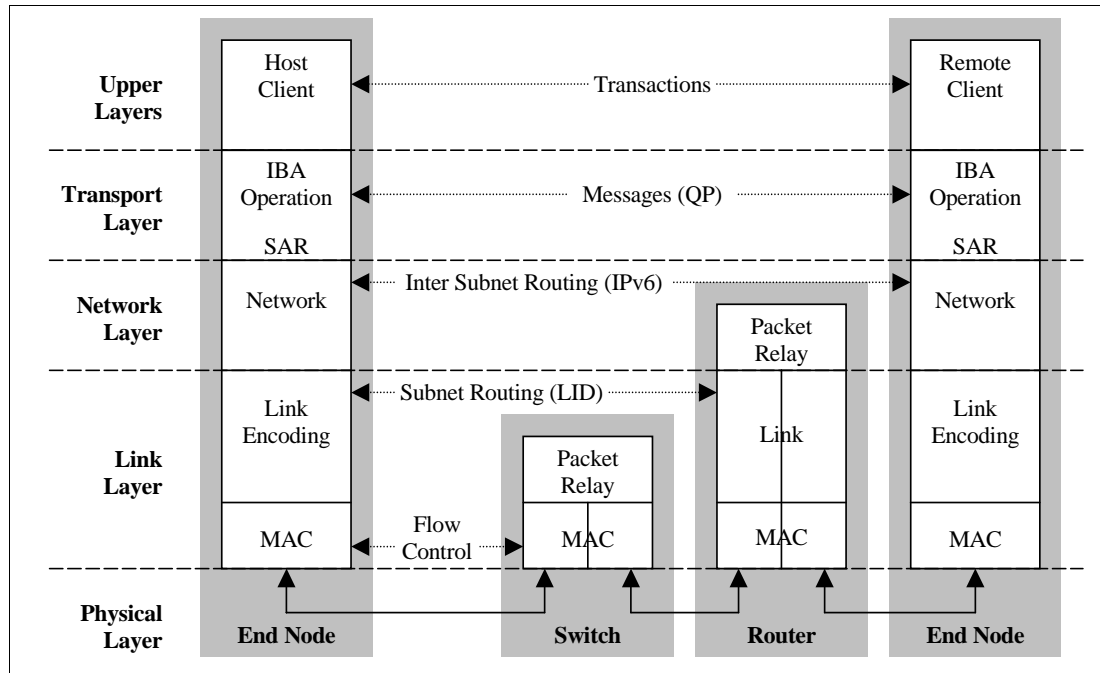 Host
Client
Remote
Client
Upper
Layers
Transactions
IBA
Operation
SAR
IBA
Operation
SAR
Transport
Layer
Messages (QP)
Inter Subnet Routing (IPv6)
Network
Layer
Network
Packet
Relay
Network
Subnet Routing (LID)
Link
Layer
Link
Encoding
Packet
Relay
Link
Link
Encoding
MAC
Flow
Control
MAC
MAC
MAC
Physical
Layer
End Node
Switch
Router
End Node